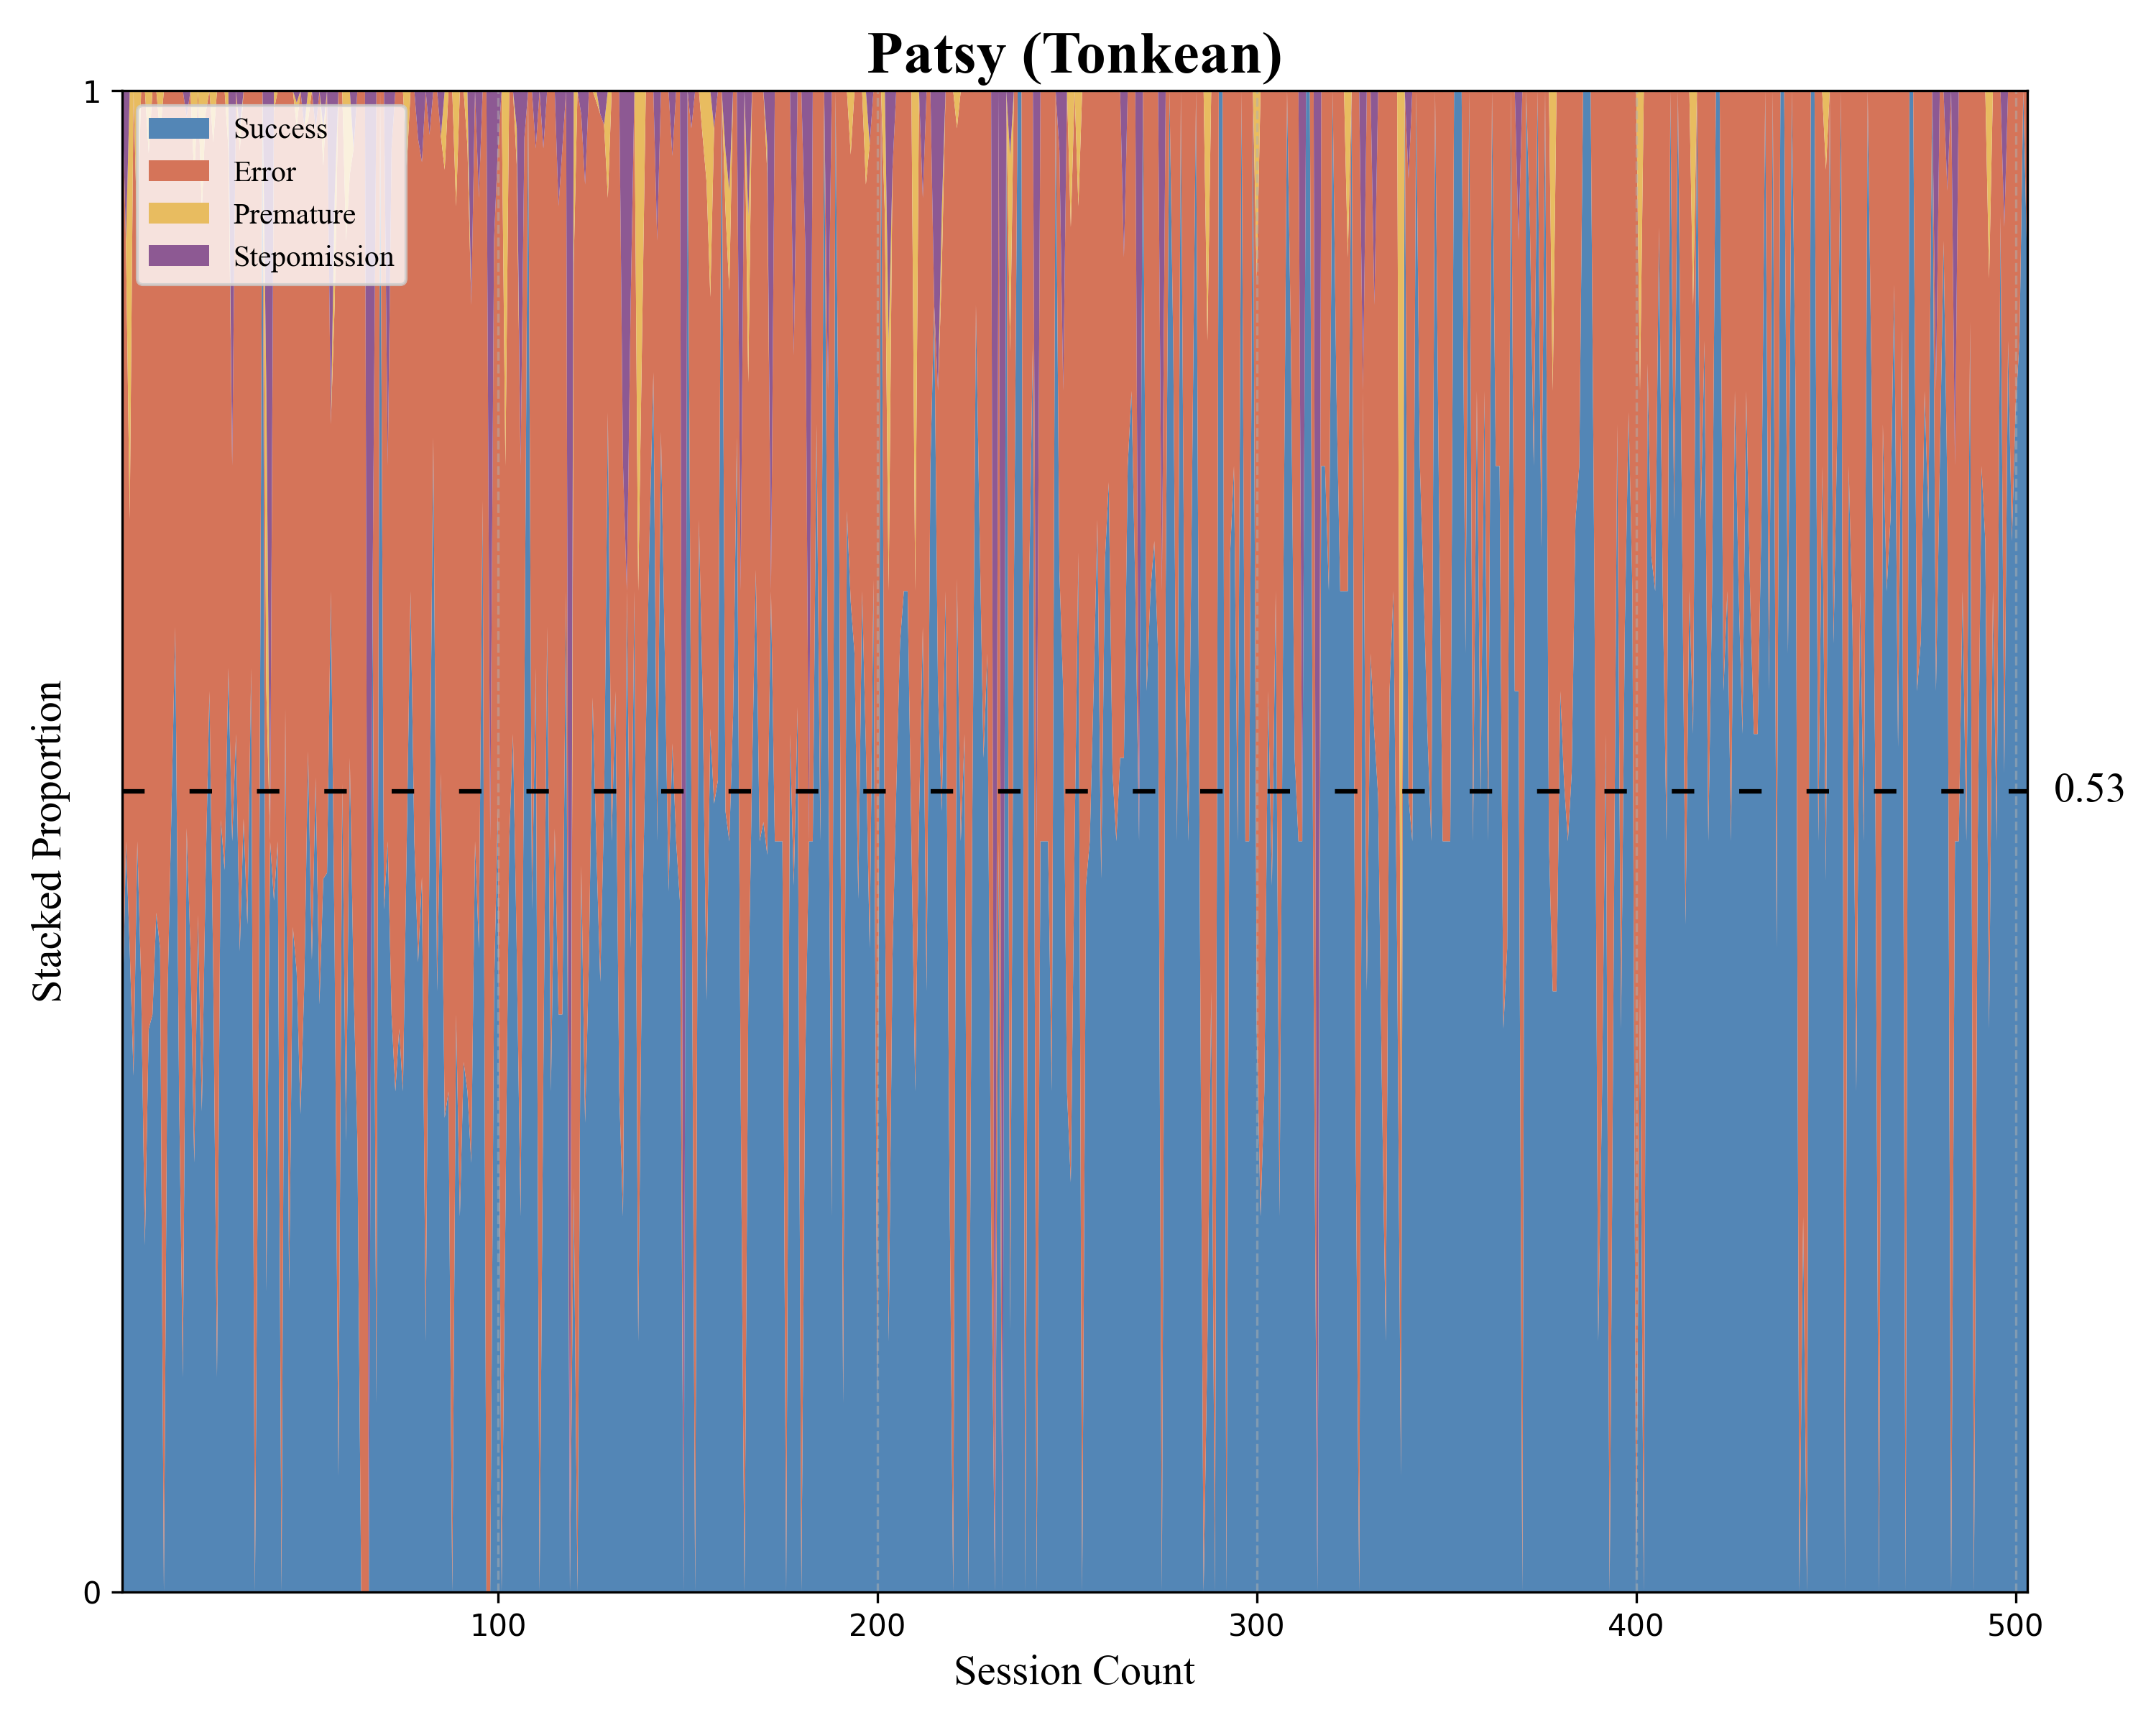 Patsy (Tonkean)
1
Success
Error
Premature
Stepomission
Stacked Proportion
0.53
0
100 200 300 400 500
Session Count